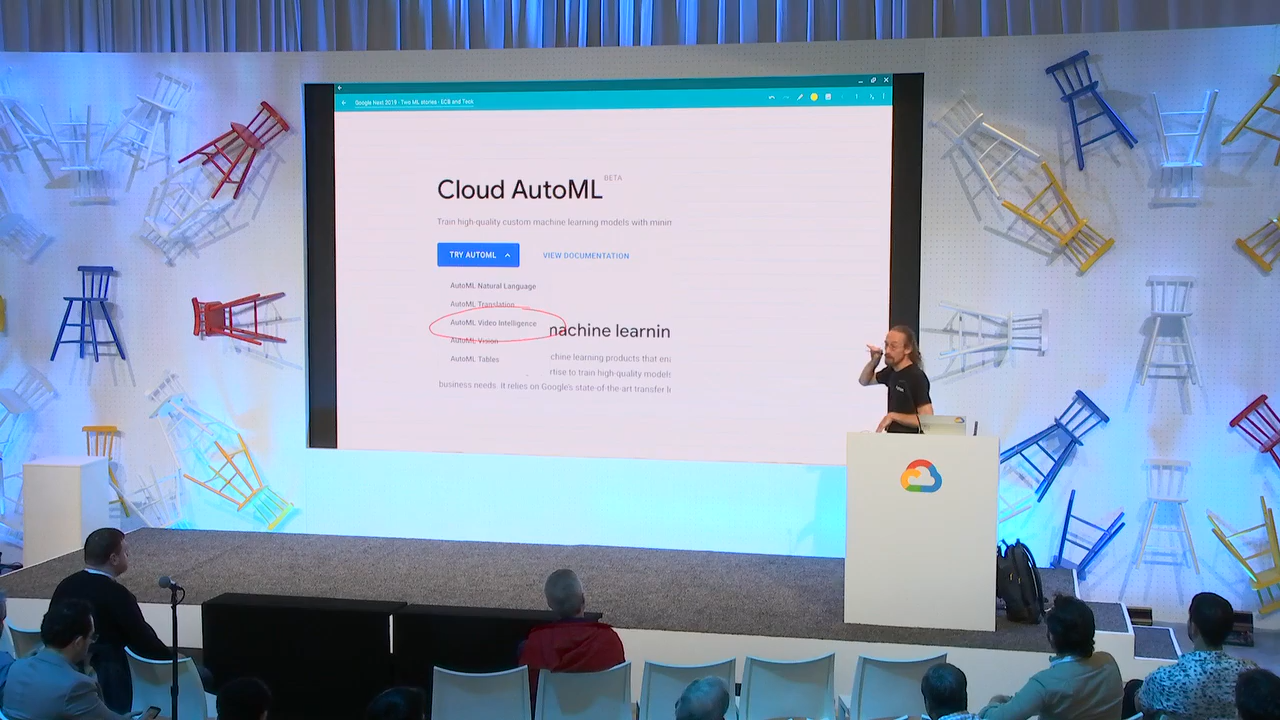 Google Next 2019 - Two ML stories - ECB and Teck
Cloud AutoML BETA
Train high-quality custom machine learning models with minim
TRY AUTOML
VIEW DOCUMENTATION
AutoML Natural Language
AutoML Translation
AutoML Video Intelligence
machine learnin
AutoML Vision
AutoML Tables
chine learning products that ena
rtise to train high-quality models
business needs. It relies on Google's state-of-the-art transfer